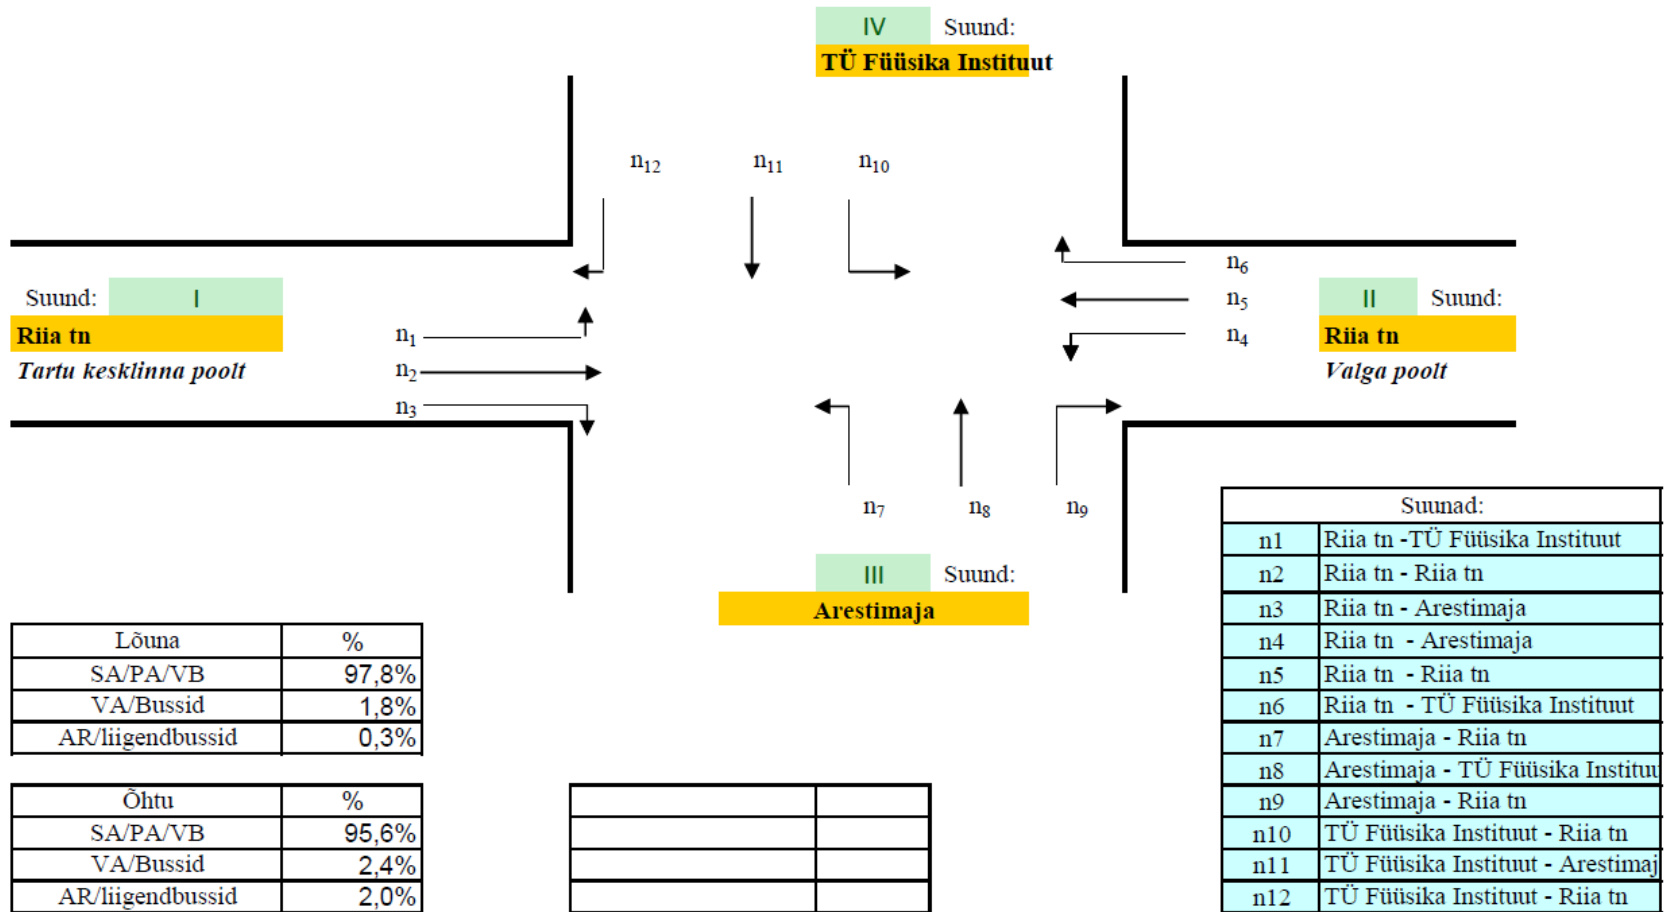 IV Suund:
TÜ Füüsika Instituut
n12 n11 n10
Suund: I
Riia tn
Tartu kesklinna poolt
n1
n2
n3
n6
n5
n4
II Suund:
Riia tn
Valga poolt
n7 n8 n9
III Suund:
Arestimaja
Suunad:
n1 Riia tn -TÜ Füüsika Instituut
n2 Riia tn - Riia tn
n3 Riia tn - Arestimaja
n4 Riia tn - Arestimaja
n5 Riia tn - Riia tn
n6 Riia tn - TÜ Füüsika Instituut
n7 Arestimaja - Riia tn
n8 Arestimaja - TÜ Füüsika Instituu
n9 Arestimaja - Riia tn
n10 TÜ Füüsika Instituut - Riia tn
n11 TÜ Füüsika Instituut - Arestimaj
n12 TÜ Füüsika Instituut - Riia tn
Lõuna %
SA/PA/VB 97,8%
VA/Bussid 1,8%
AR/liigendbussid 0,3%
Õhtu %
SA/PA/VB 95,6%
VA/Bussid 2,4%
AR/liigendbussid 2,0%